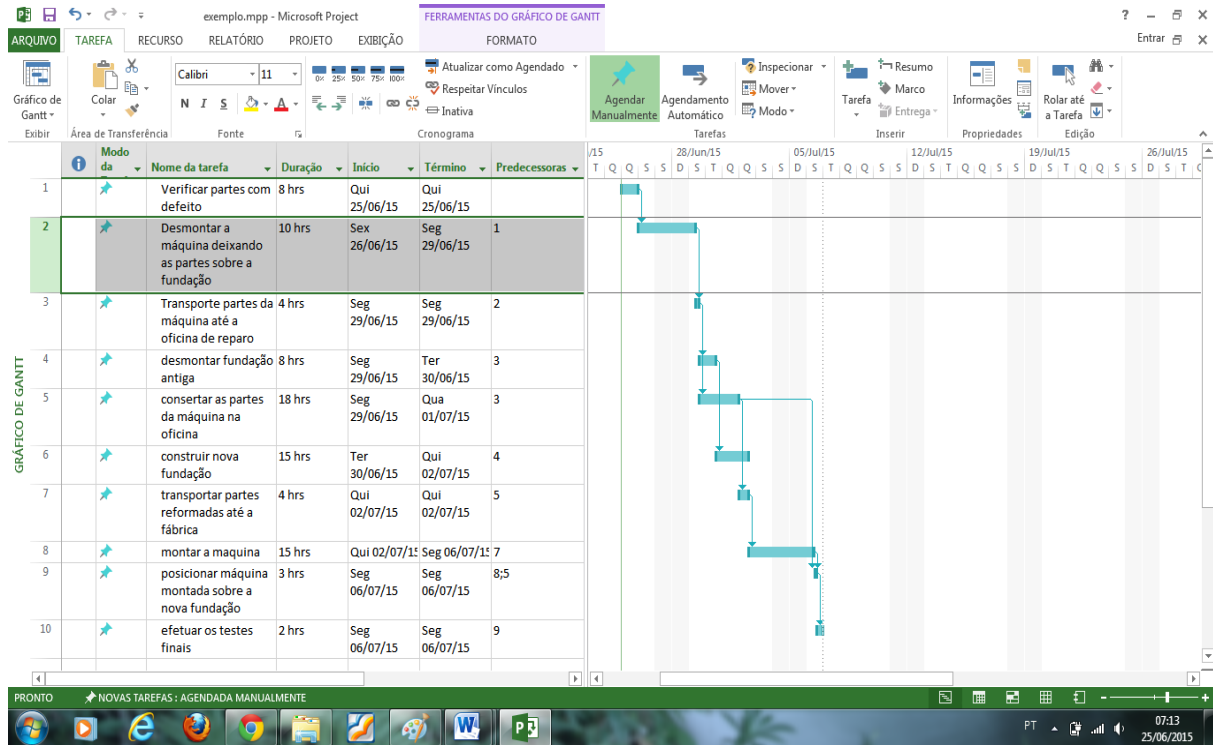 exemplo.mpp - Microsoft Project
FERRAMENTAS DO GRÁFICO DE GANTT
ARQUIVO TAREFA RECURSO RELATÓRIO PROJETO EXIBIÇÃO FORMATO Entrar
Gráfico de Gantt
Exibir
Colar
Área de Transferência
Calibri 11
N I S
Fonte
0× 25× 50× 75× 100×
Atualizar como Agendado
Respeitar Vínculos
Inativa
Cronograma
Agendar Manualmente
Agendamento Automático
Inspecionar
Mover
Modo
Tarefas
Tarefa
Resumo
Marco
Entrega
Inserir
Informações
Propriedades
Rolar até a Tarefa
Edição
Modo da Nome da tarefa Duração Início Término Predecessoras
/15 28/Jun/15 05/Jul/15 12/Jul/15 19/Jul/15 26/Jul/15
T Q Q S S D S T Q Q S S D S T Q Q S S D S T Q Q S S D S T Q Q S S D S T
1 Verificar partes com defeito 8 hrs Qui 25/06/15 Qui 25/06/15
2 Desmontar a máquina deixando as partes sobre a fundação 10 hrs Sex 26/06/15 Seg 29/06/15 1
3 Transporte partes da máquina até a oficina de reparo 4 hrs Seg 29/06/15 Seg 29/06/15 2
4 desmontar fundação antiga 8 hrs Seg 29/06/15 Ter 30/06/15 3
5 consertar as partes da máquina na oficina 18 hrs Seg 29/06/15 Qua 01/07/15 3
6 construir nova fundação 15 hrs Ter 30/06/15 Qui 02/07/15 4
7 transportar partes reformadas até a fábrica 4 hrs Qui 02/07/15 Qui 02/07/15 5
8 montar a maquina 15 hrs Qui 02/07/15 Seg 06/07/15 7
9 posicionar máquina montada sobre a nova fundação 3 hrs Seg 06/07/15 Seg 06/07/15 8;5
10 efetuar os testes finais 2 hrs Seg 06/07/15 Seg 06/07/15 9
GRÁFICO DE GANTT
PRONTO NOVAS TAREFAS : AGENDADA MANUALMENTE
PT
07:13
25/06/2015